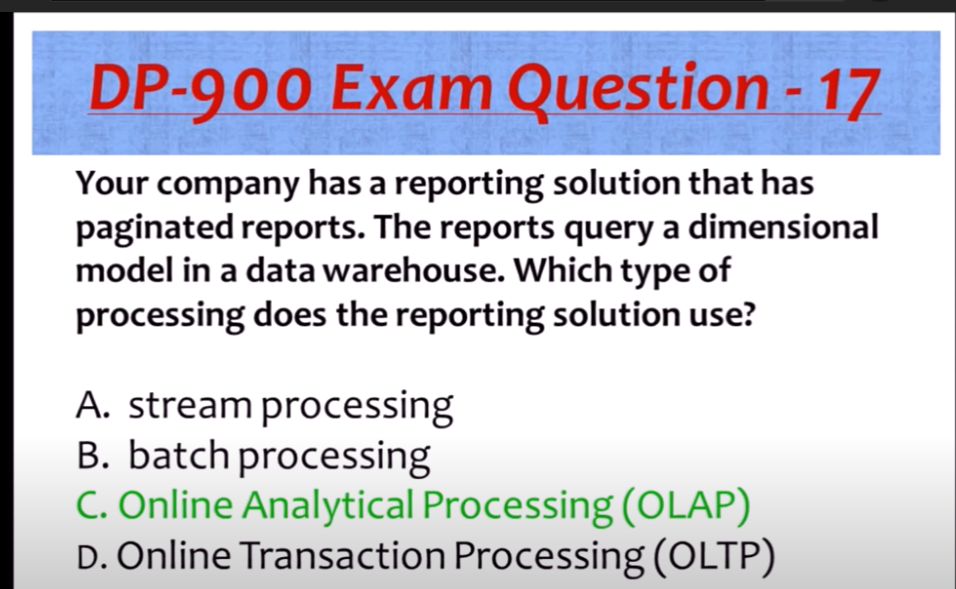 DP-900 Exam Question - 17
Your company has a reporting solution that has
paginated reports. The reports query a dimensional
model in a data warehouse. Which type of
processing does the reporting solution use?
A. stream processing
B. batch processing
C. Online Analytical Processing (OLAP)
D. Online Transaction Processing (OLTP)